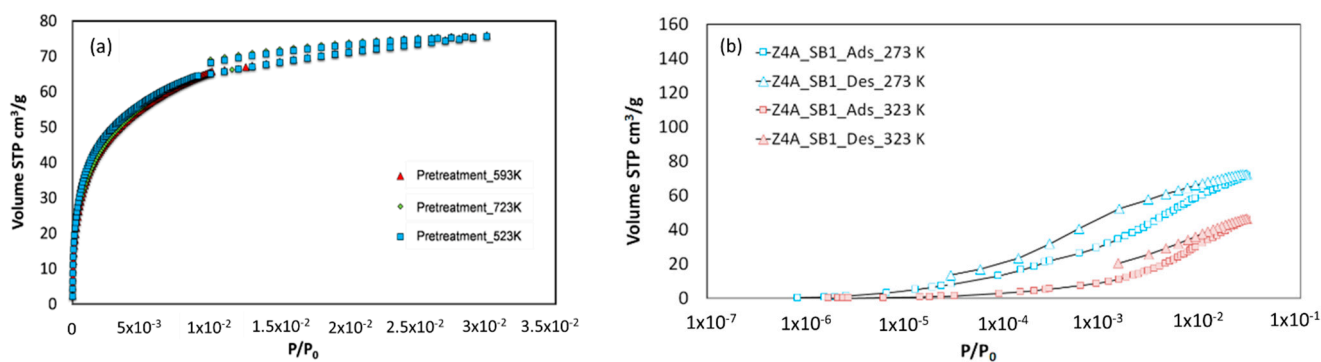 (a)
Volume STP cm³/g
80
70
60
50
40
30
20
10
0
Pretreatment_593K
Pretreatment_723K
Pretreatment_523K
0 5x10⁻³ 1x10⁻² 1.5x10⁻² 2x10⁻² 2.5x10⁻² 3x10⁻² 3.5x10⁻²
P/P₀
(b)
Volume STP cm³/g
160
140
120
100
80
60
40
20
0
Z4A_SB1_Ads_273 K
Z4A_SB1_Des_273 K
Z4A_SB1_Ads_323 K
Z4A_SB1_Des_323 K
1x10⁻⁷ 1x10⁻⁶ 1x10⁻⁵ 1x10⁻⁴ 1x10⁻³ 1x10⁻² 1x10⁻¹
P/P₀